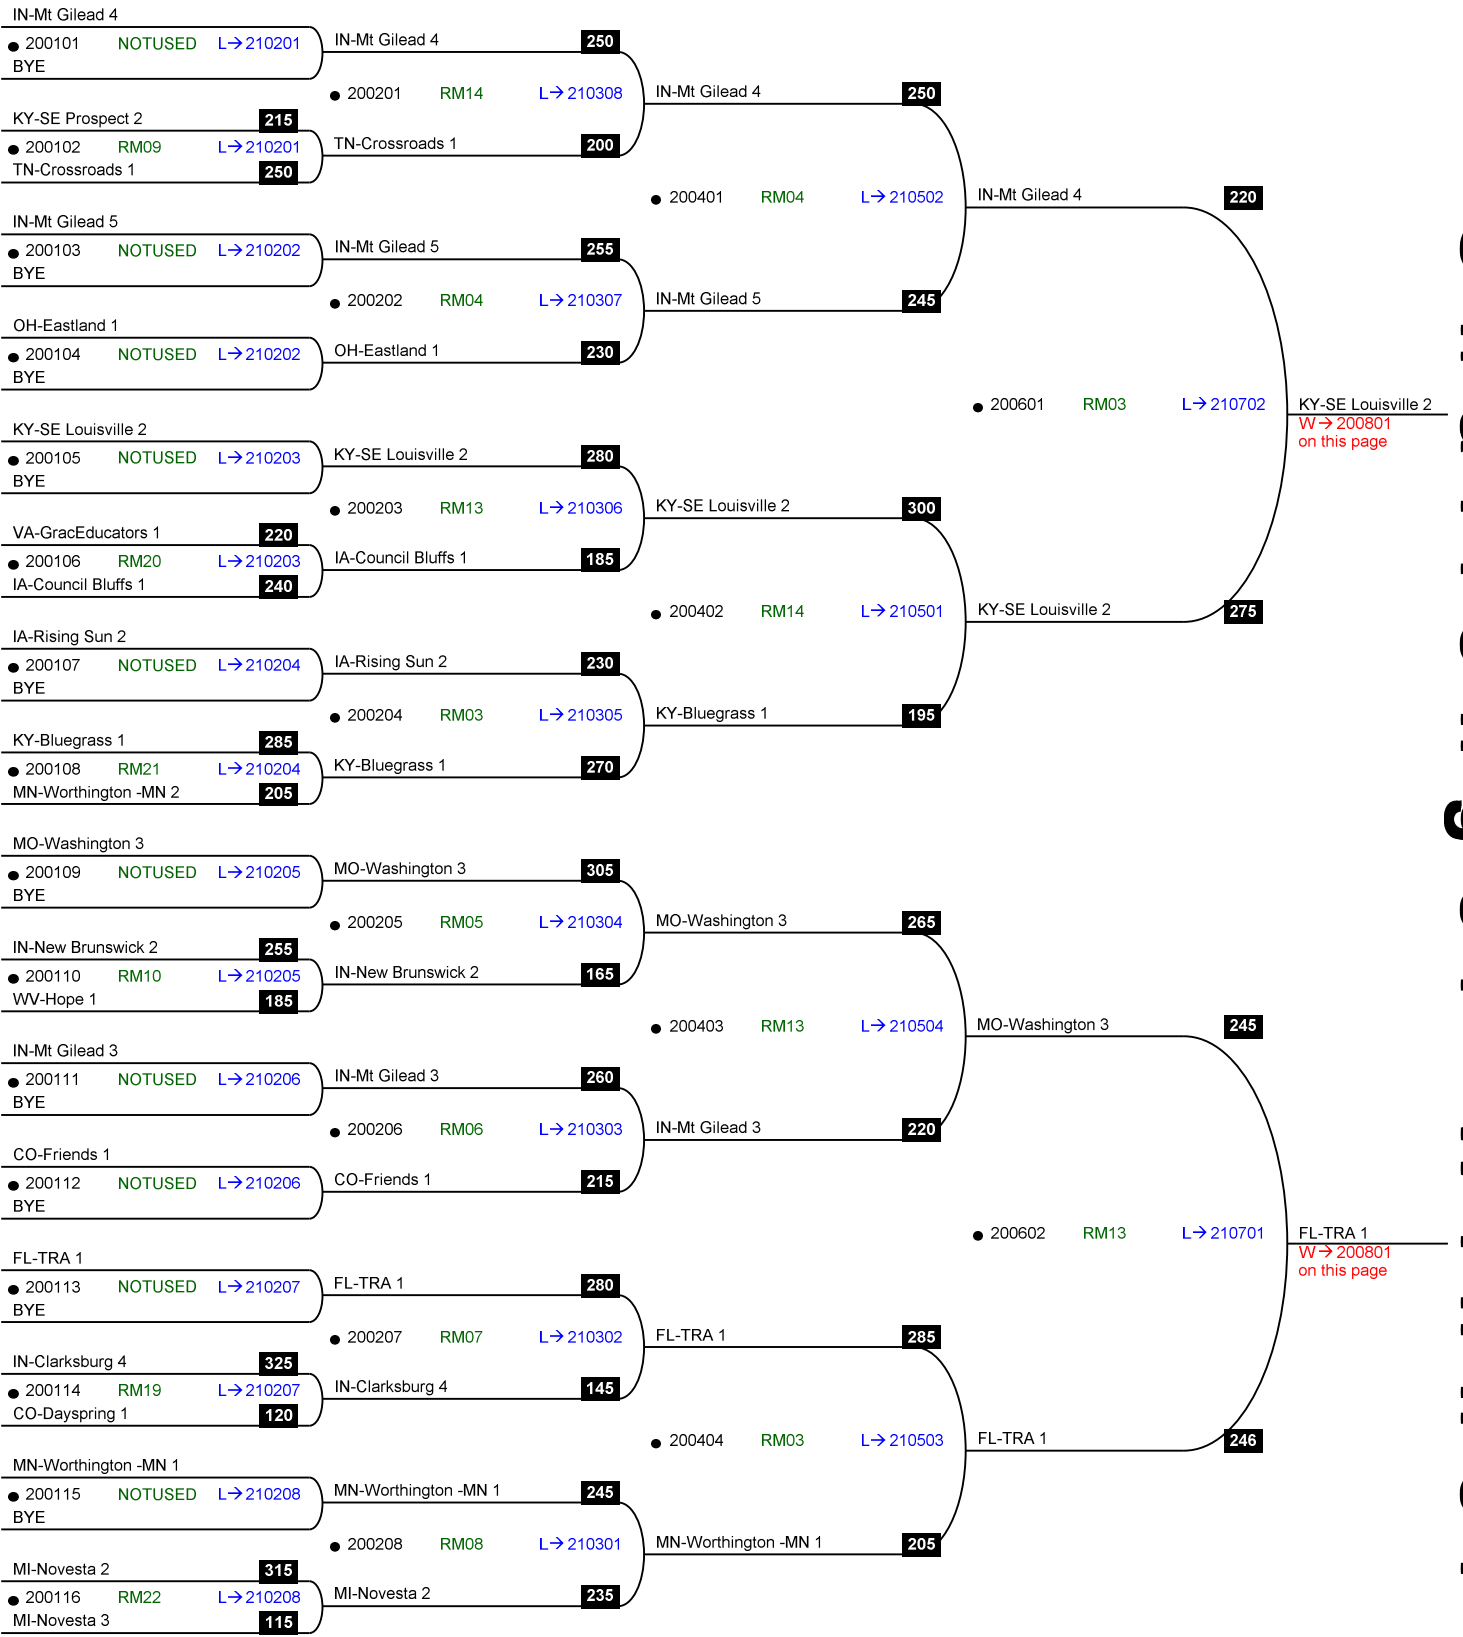 IN-Mt Gilead 4
200101 NOTUSED L→210201
BYE
KY-SE Prospect 2 215
200102 RM09 L→210201
TN-Crossroads 1 250
IN-Mt Gilead 5
200103 NOTUSED L→210202
BYE
OH-Eastland 1
200104 NOTUSED L→210202
BYE
KY-SE Louisville 2
200105 NOTUSED L→210203
BYE
VA-GracEducators 1 220
200106 RM20 L→210203
IA-Council Bluffs 1 240
IA-Rising Sun 2
200107 NOTUSED L→210204
BYE
KY-Bluegrass 1 285
200108 RM21 L→210204
MN-Worthington -MN 2 205
MO-Washington 3
200109 NOTUSED L→210205
BYE
IN-New Brunswick 2 255
200110 RM10 L→210205
WV-Hope 1 185
IN-Mt Gilead 3
200111 NOTUSED L→210206
BYE
CO-Friends 1
200112 NOTUSED L→210206
BYE
FL-TRA 1
200113 NOTUSED L→210207
BYE
IN-Clarksburg 4 325
200114 RM19 L→210207
CO-Dayspring 1 120
MN-Worthington -MN 1
200115 NOTUSED L→210208
BYE
MI-Novesta 2 315
200116 RM22 L→210208
MI-Novesta 3 115
IN-Mt Gilead 4 250
200201 RM14 L→210308
TN-Crossroads 1 200
IN-Mt Gilead 5 255
200202 RM04 L→210307
OH-Eastland 1 230
KY-SE Louisville 2 280
200203 RM13 L→210306
IA-Council Bluffs 1 185
IA-Rising Sun 2 230
200204 RM03 L→210305
KY-Bluegrass 1 270
MO-Washington 3 305
200205 RM05 L→210304
IN-New Brunswick 2 165
IN-Mt Gilead 3 260
200206 RM06 L→210303
CO-Friends 1 215
FL-TRA 1 280
200207 RM07 L→210302
IN-Clarksburg 4 145
MN-Worthington -MN 1 245
200208 RM08 L→210301
MI-Novesta 2 235
IN-Mt Gilead 4 250
200401 RM04 L→210502
IN-Mt Gilead 5 245
KY-SE Louisville 2 300
200402 RM14 L→210501
KY-Bluegrass 1 195
MO-Washington 3 265
200403 RM13 L→210504
IN-Mt Gilead 3 220
FL-TRA 1 285
200404 RM03 L→210503
MN-Worthington -MN 1 205
IN-Mt Gilead 4 220
200601 RM03 L→210702
KY-SE Louisville 2 275
MO-Washington 3 245
200602 RM13 L→210701
FL-TRA 1 246
KY-SE Louisville 2
W→200801
on this page
FL-TRA 1
W→200801
on this page